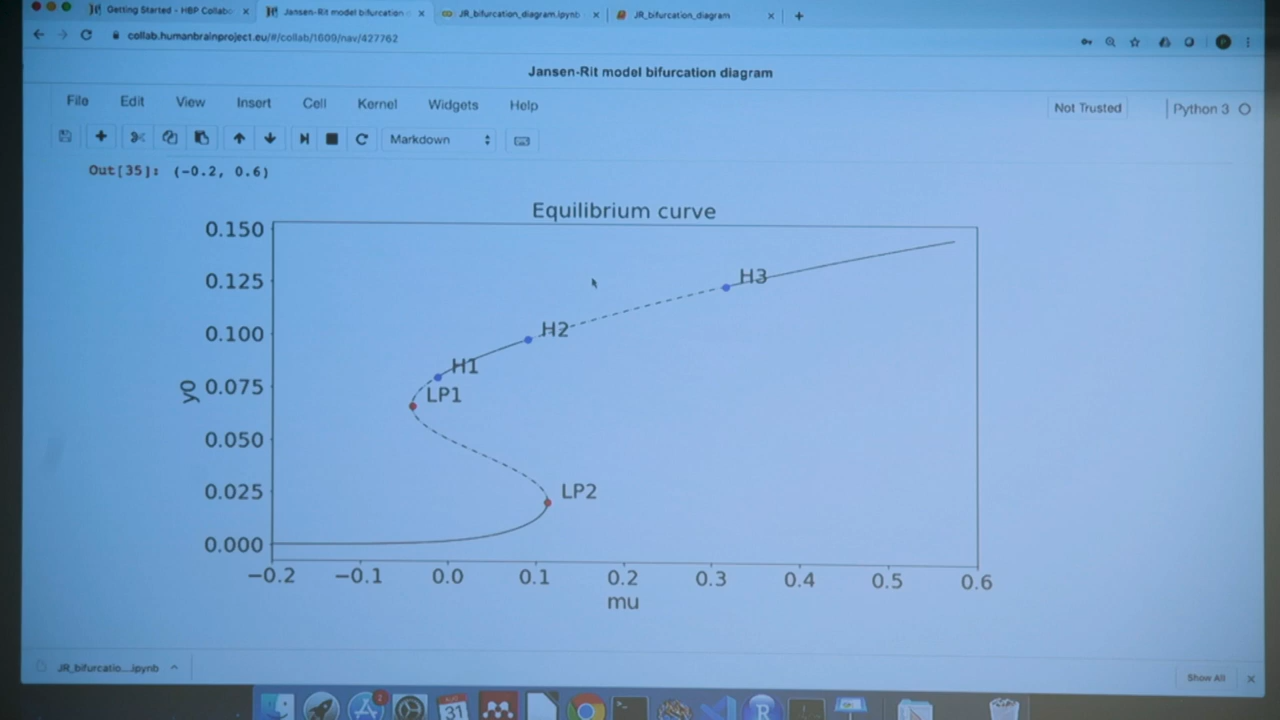 Getting Started - HBP Collabo
Jansen-Rit model bifurcation
JR_bifurcation_diagram.ipynb
JR_bifurcation_diagram
collab.humanbrainproject.eu/#/collab/1609/nav/427762
Jansen-Rit model bifurcation diagram
File Edit View Insert Cell Kernel Widgets Help
Not Trusted
Python 3
Markdown
Out[35]: (-0.2, 0.6)
Equilibrium curve
0.150
0.125
0.100
0.075
0.050
0.025
0.000
y0
H3
H2
H1
LP1
LP2
−0.2 −0.1 0.0 0.1 0.2 0.3 0.4 0.5 0.6
mu
JR_bifurcatio....ipynb
Show All
2
31
R